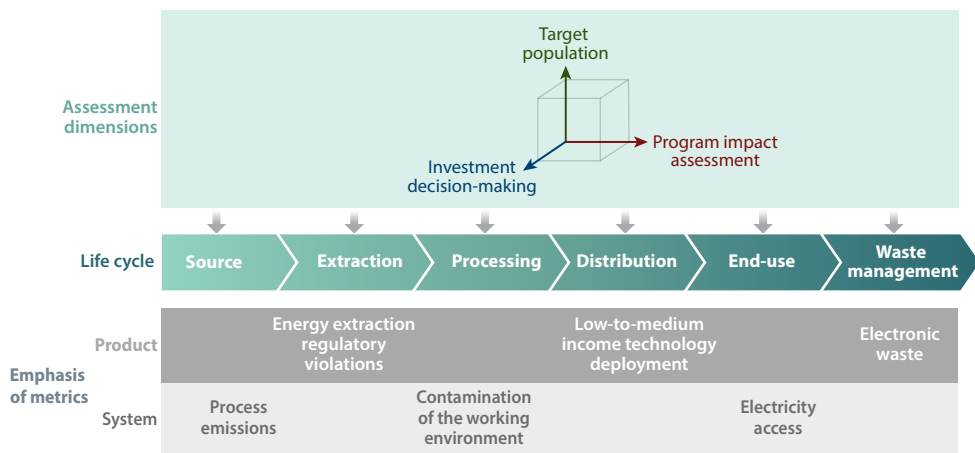 Target
population
Assessment
dimensions
Program impact
assessment
Investment
decision-making
Life cycle
Source
Extraction
Processing
Distribution
End-use
Waste
management
Emphasis
of metrics
Product
Energy extraction
regulatory
violations
Low-to-medium
income technology
deployment
Electronic
waste
System
Process
emissions
Contamination
of the working
environment
Electricity
access